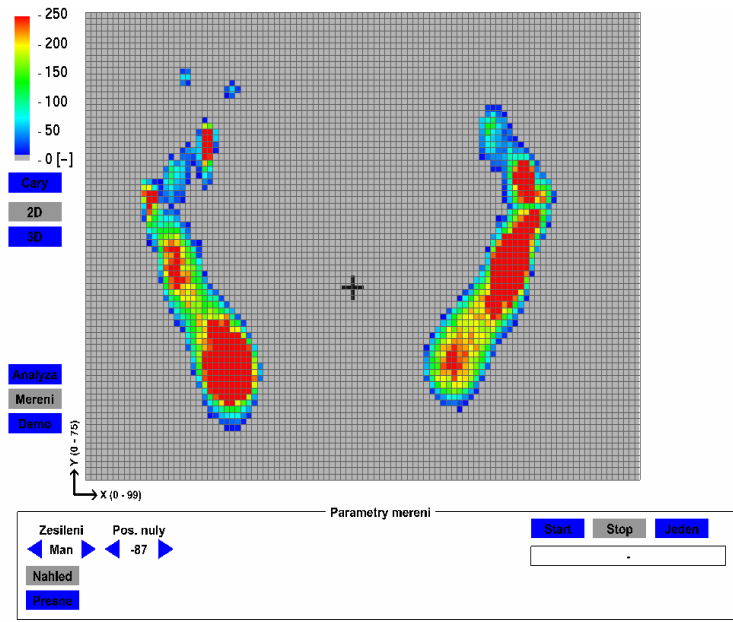 - 250
- 200
- 150
- 100
- 50
- 0 [–]
Cary
2D
3D
Analyza
Mereni
Demo
Y (0 - 75)
X (0 - 99)
Parametry mereni
Zesileni
Pos. nuly
Man
-87
Nahled
Presne
Start
Stop
Jeden
-